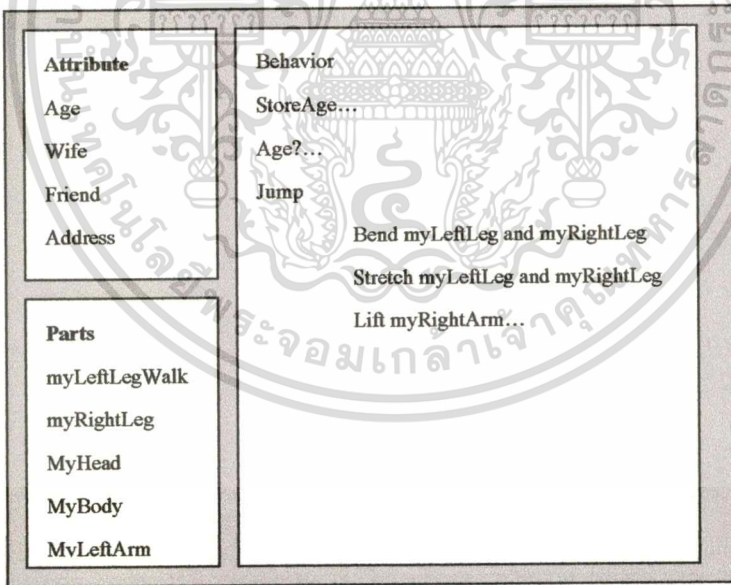 Attribute
Age
Wife
Friend
Address
Parts
myLeftLegWalk
myRightLeg
MyHead
MyBody
MyLeftArm
Behavior
StoreAge…
Age?…
Jump
Bend myLeftLeg and myRightLeg
Stretch myLeftLeg and myRightLeg
Lift myRightArm…